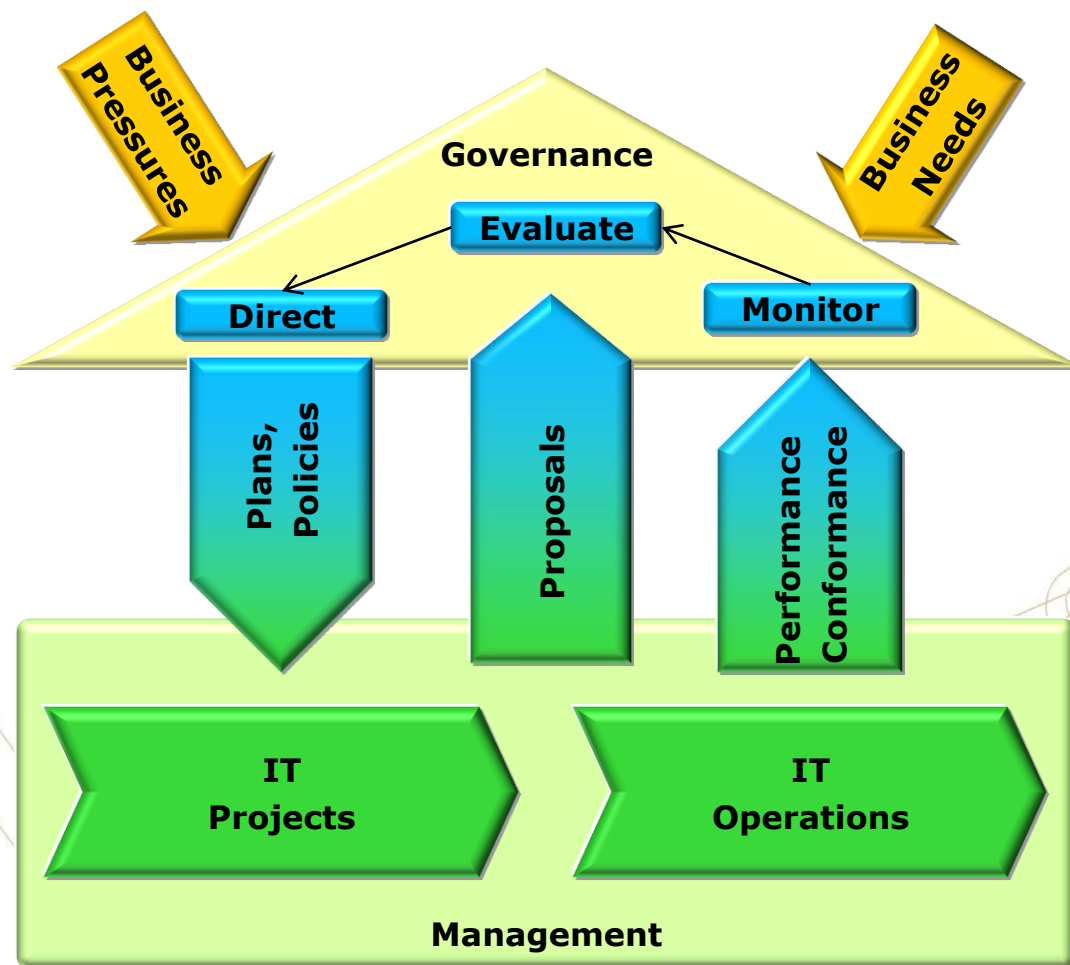 Business
Pressures
Business
Needs
Governance
Evaluate
Direct
Monitor
Plans,
Policies
Proposals
Performance
Conformance
IT
Projects
IT
Operations
Management